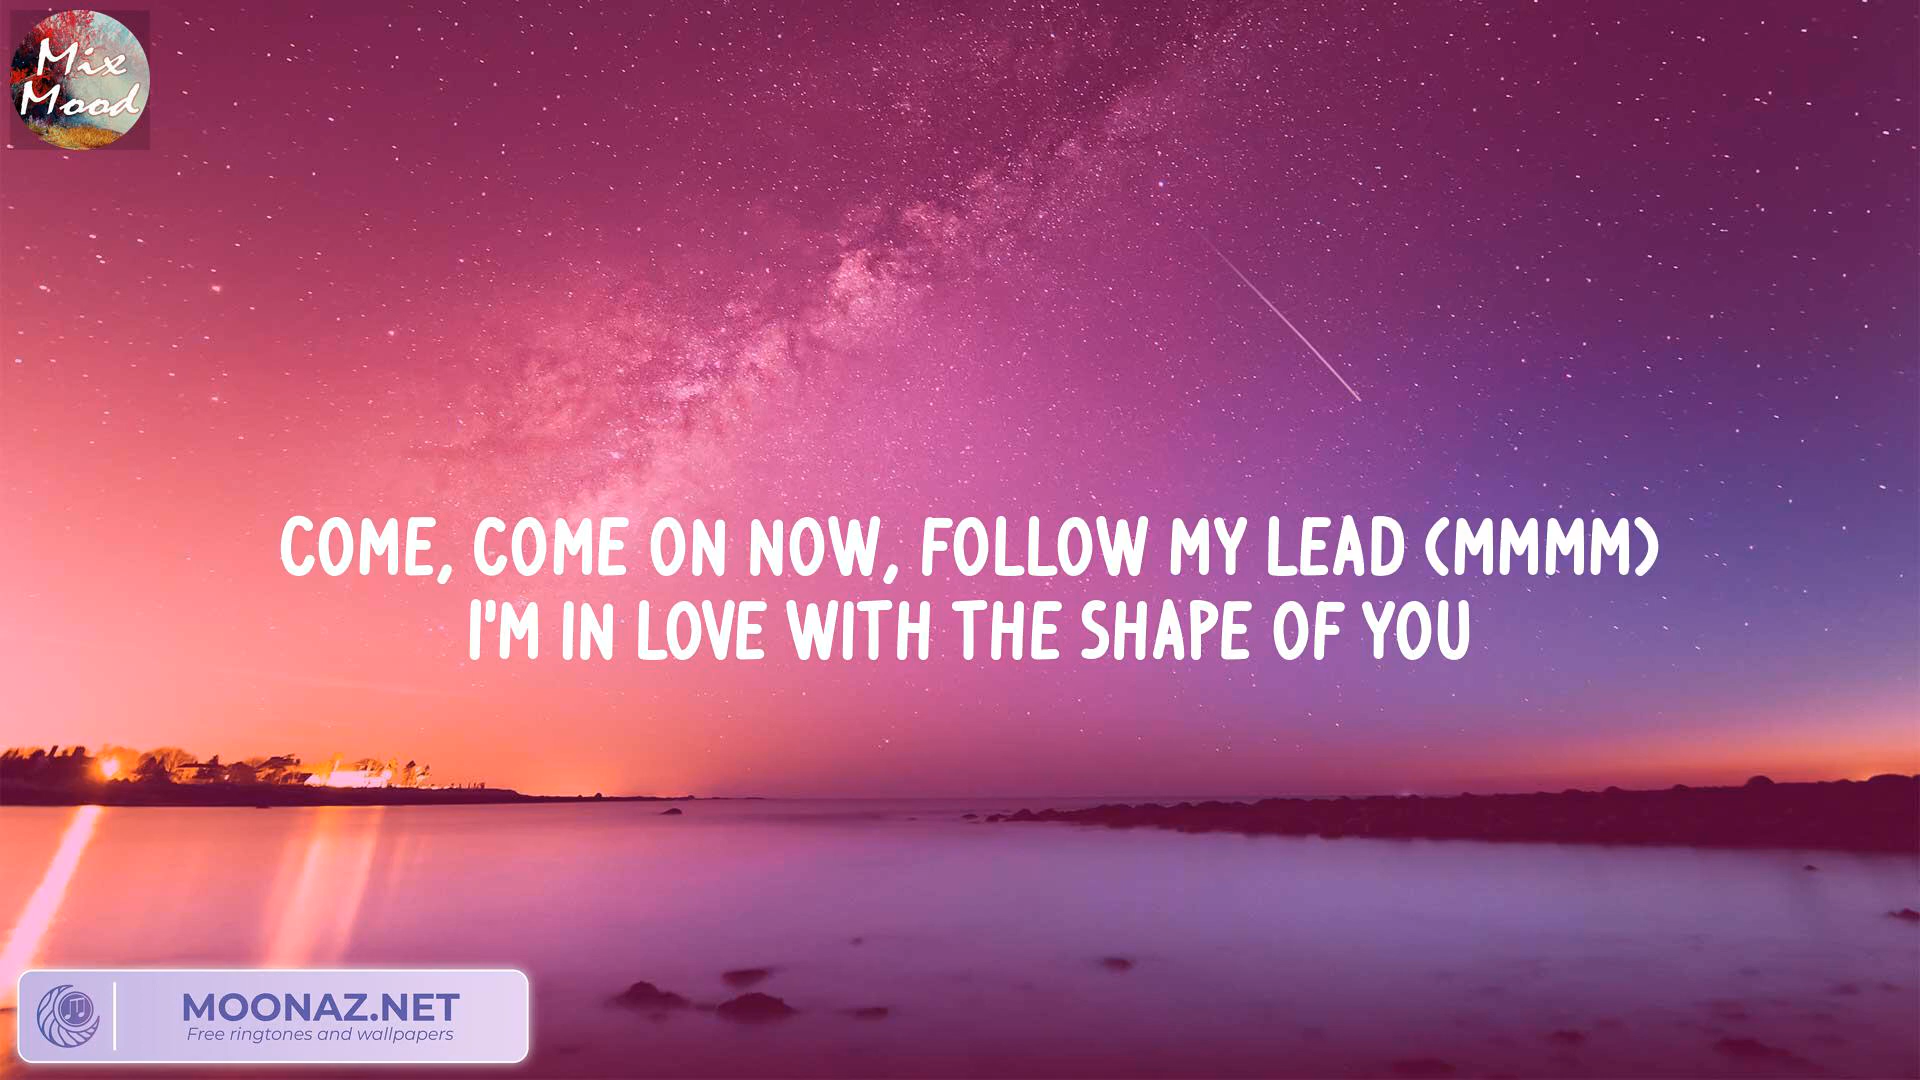 Mix
Mood
COME, COME ON NOW, FOLLOW MY LEAD (MMMM)
I'M IN LOVE WITH THE SHAPE OF YOU
MOONAZ.NET
Free ringtones and wallpapers